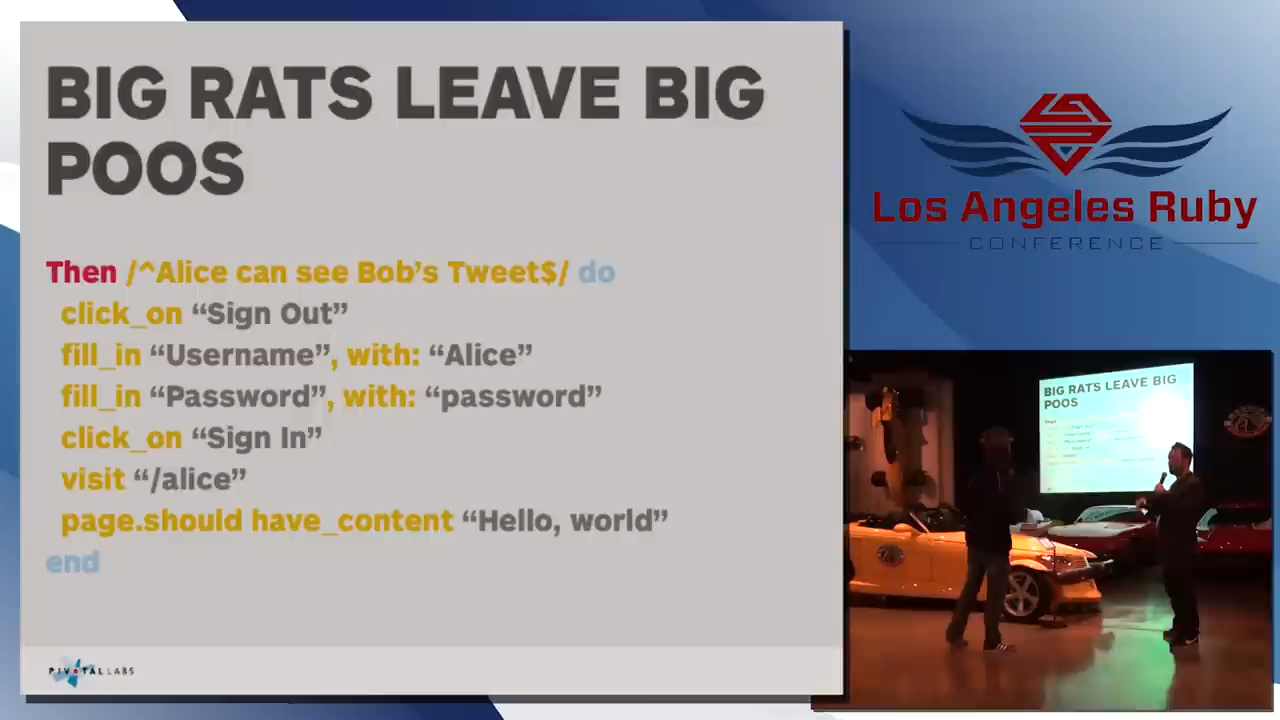 BIG RATS LEAVE BIG
POOS
Then /^Alice can see Bob’s Tweet$/ do
click_on “Sign Out”
fill_in “Username”, with: “Alice”
fill_in “Password”, with: “password”
click_on “Sign In”
visit “/alice”
page.should have_content “Hello, world”
end
PIVOTAL LABS
Los Angeles Ruby
CONFERENCE
BIG RATS LEAVE BIG
POOS